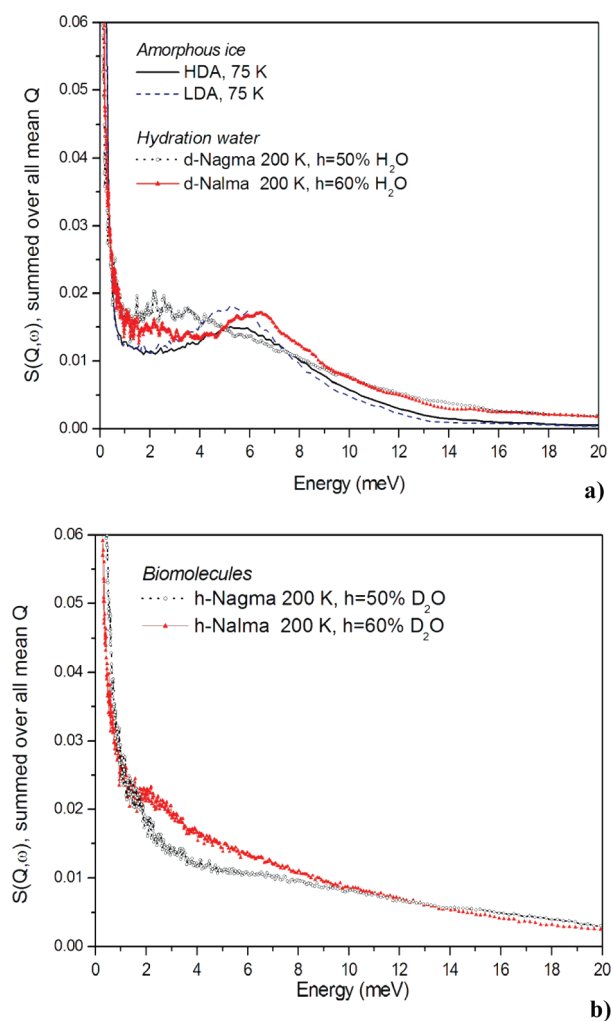 0.06
0.05
0.04
0.03
0.02
0.01
0.00
S(Q,ω), summed over all mean Q
Amorphous ice
HDA, 75 K
LDA, 75 K
Hydration water
d-Nagma 200 K, h=50% H₂O
d-Nalma 200 K, h=60% H₂O
0 2 4 6 8 10 12 14 16 18 20
Energy (meV)
a)
0.06
0.05
0.04
0.03
0.02
0.01
0.00
S(Q,ω), summed over all mean Q
Biomolecules
h-Nagma 200 K, h=50% D₂O
h-Nalma 200 K, h=60% D₂O
0 2 4 6 8 10 12 14 16 18 20
Energy (meV)
b)